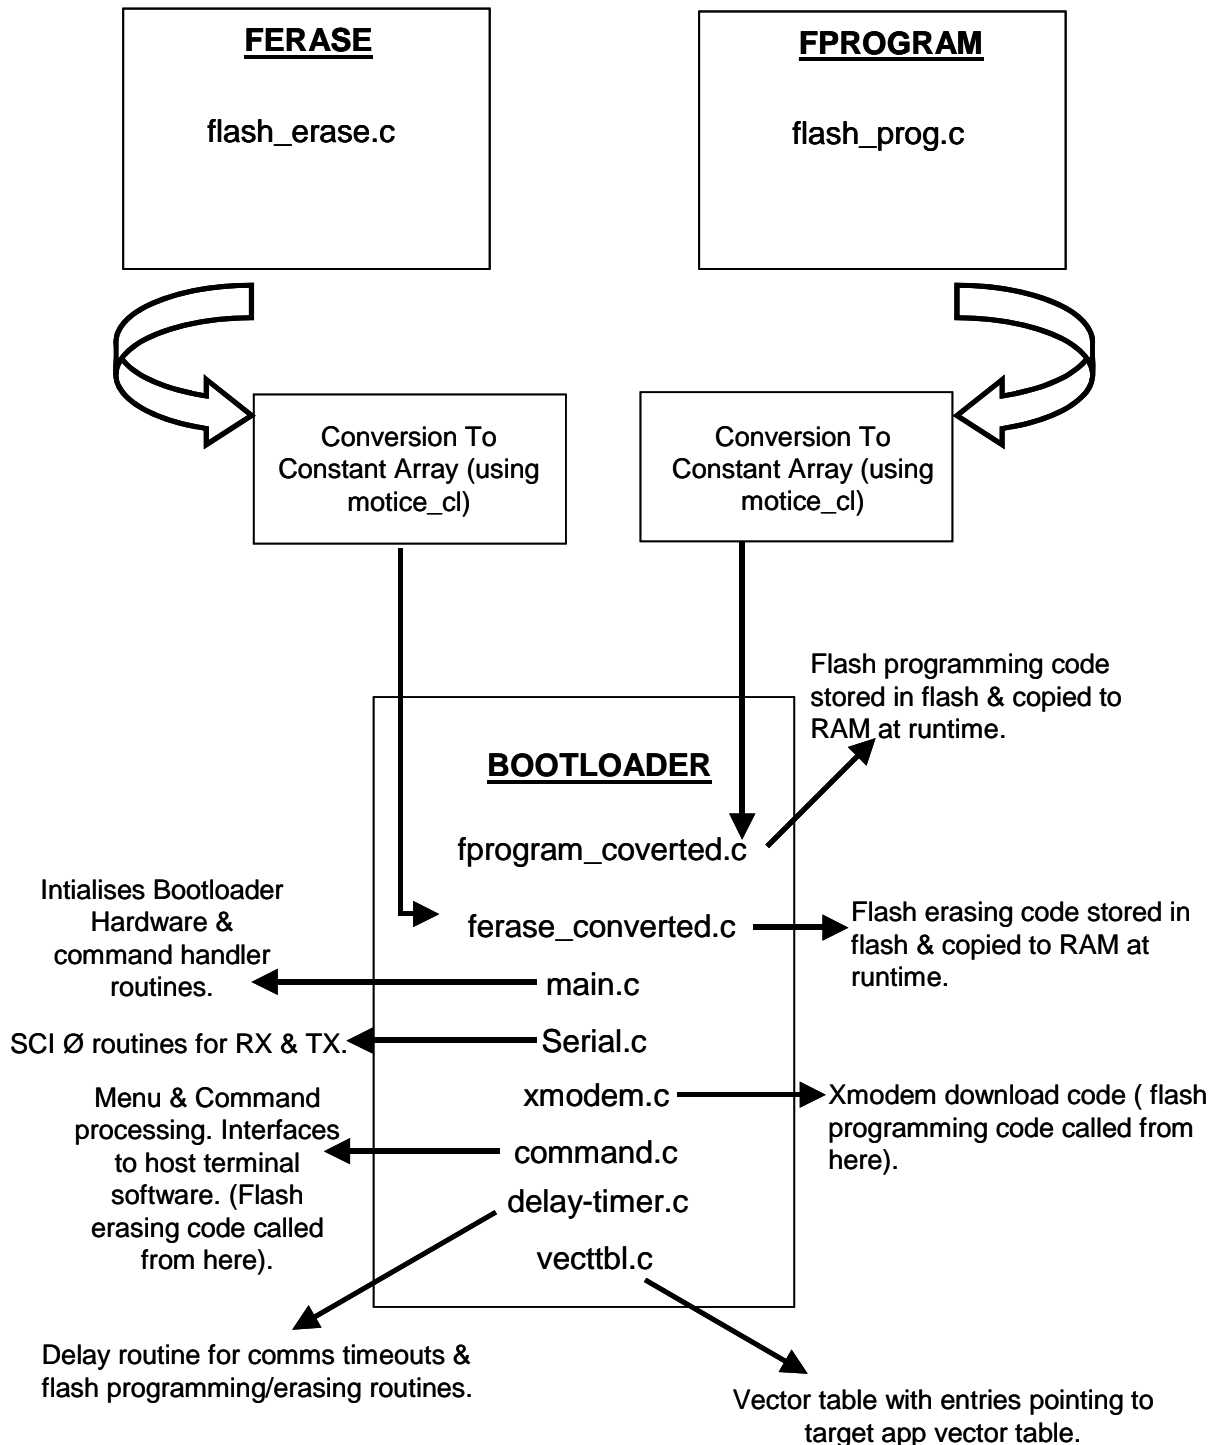 FERASE
flash_erase.c
FPROGRAM
flash_prog.c
Conversion To
Constant Array (using
motice_cl)
Conversion To
Constant Array (using
motice_cl)
Flash programming code
stored in flash & copied to
RAM at runtime.
BOOTLOADER
fprogram_coverted.c
Intialises Bootloader
Hardware &
command handler
routines.
ferase_converted.c
Flash erasing code stored in
flash & copied to RAM at
runtime.
main.c
SCI Ø routines for RX & TX.
Serial.c
xmodem.c
Xmodem download code ( flash
programming code called from
here).
Menu & Command
processing. Interfaces
to host terminal
software. (Flash
erasing code called
from here).
command.c
delay-timer.c
vecttbl.c
Delay routine for comms timeouts &
flash programming/erasing routines.
Vector table with entries pointing to
target app vector table.